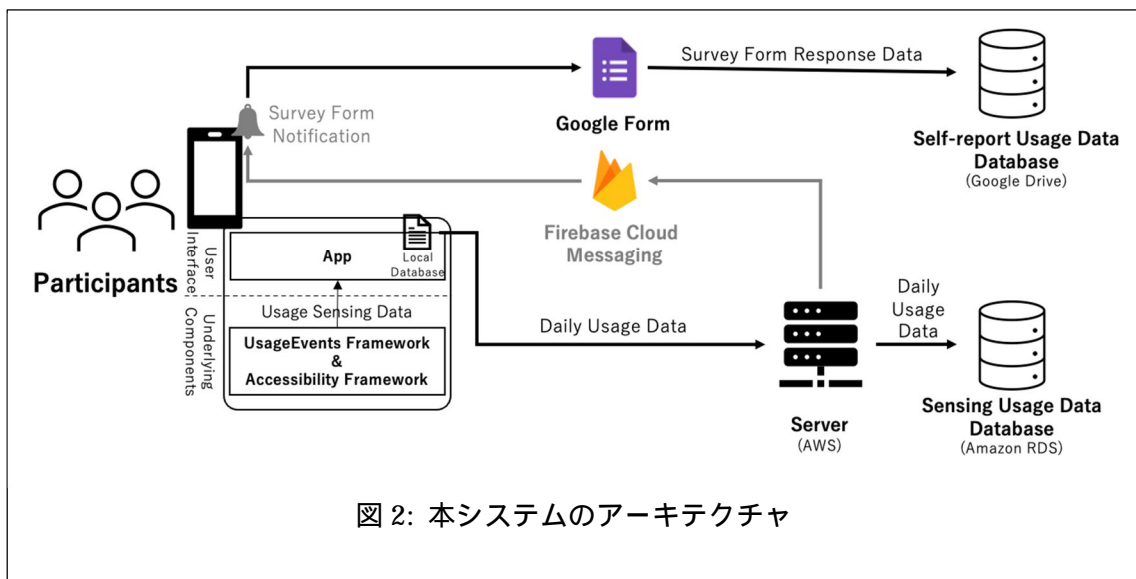 Survey Form Response Data
Survey Form
Notification
Google Form
Self-report Usage Data
Database
(Google Drive)
Participants
User
Interface
App
Local
Database
Firebase Cloud
Messaging
Usage Sensing Data
Underlying
Components
UsageEvents Framework
&
Accessibility Framework
Daily Usage Data
Daily
Usage
Data
Server
(AWS)
Sensing Usage Data
Database
(Amazon RDS)
図 2: 本システムのアーキテクチャ